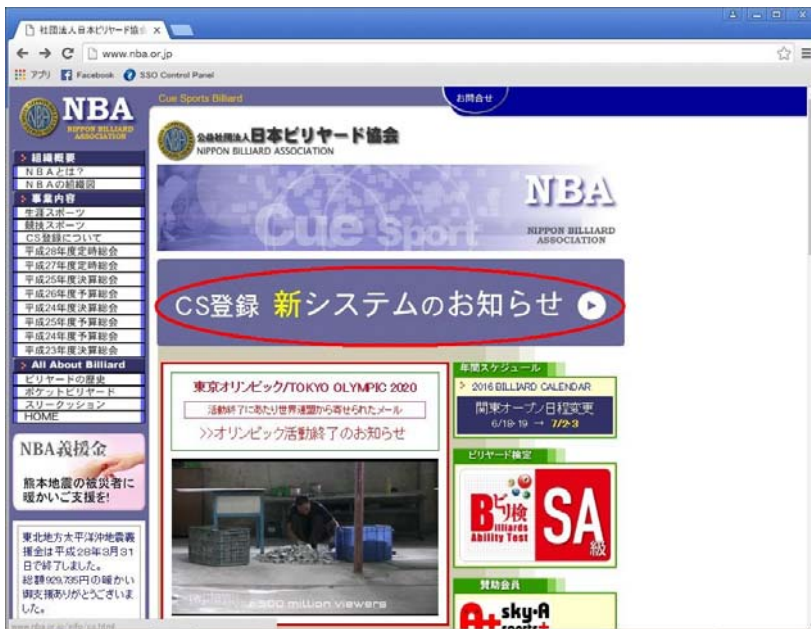 社団法人日本ビリヤード協会
www.nba.or.jp
アプリ Facebook SSO Control Panel
NBA
NIPPON BILLIARD
ASSOCIATION
組織概要
NBAとは?
NBAの組織図
事業内容
生涯スポーツ
競技スポーツ
CS登録について
平成28年度定時総会
平成27年度定時総会
平成25年度決算総会
平成26年度予算総会
平成24年度決算総会
平成25年度予算総会
平成24年度予算総会
平成23年度決算総会
All About Billiard
ビリヤードの歴史
ポケットビリヤード
スリークッション
HOME
NBA義援金
熊本地震の被災者に
暖かいご支援を!
東北地方太平洋沖地震義
援金は平成28年3月31
日で終了しました。
総額929,795円の暖かい
御支援ありがとうございま
した。
www.nba.or.jp/info/cs.html
Cue Sports Billiard
お問合せ
公益社団法人日本ビリヤード協会
NIPPON BILLIARD ASSOCIATION
Cue Sport
NBA
NIPPON BILLIARD
ASSOCIATION
CS登録 新システムのお知らせ
東京オリンピック/TOKYO OLYMPIC 2020
活動終了にあたり世界連盟から寄せられたメール
>>オリンピック活動終了のお知らせ
500 million viewers
年間スケジュール
2016 BILLIARD CALENDAR
関東オープン日程変更
6/18-19 → 7/2-3
ビリヤード検定
ビリ検
Billiards
Ability Test
SA
級
賛助会員
A+ sky・A
sports+